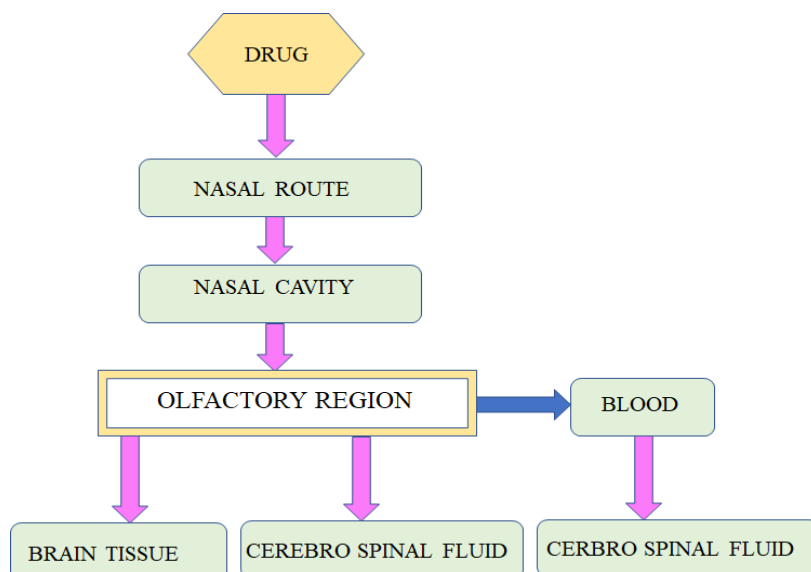 DRUG
NASAL ROUTE
NASAL CAVITY
OLFACTORY REGION
BLOOD
BRAIN TISSUE
CEREBRO SPINAL FLUID
CERBRO SPINAL FLUID